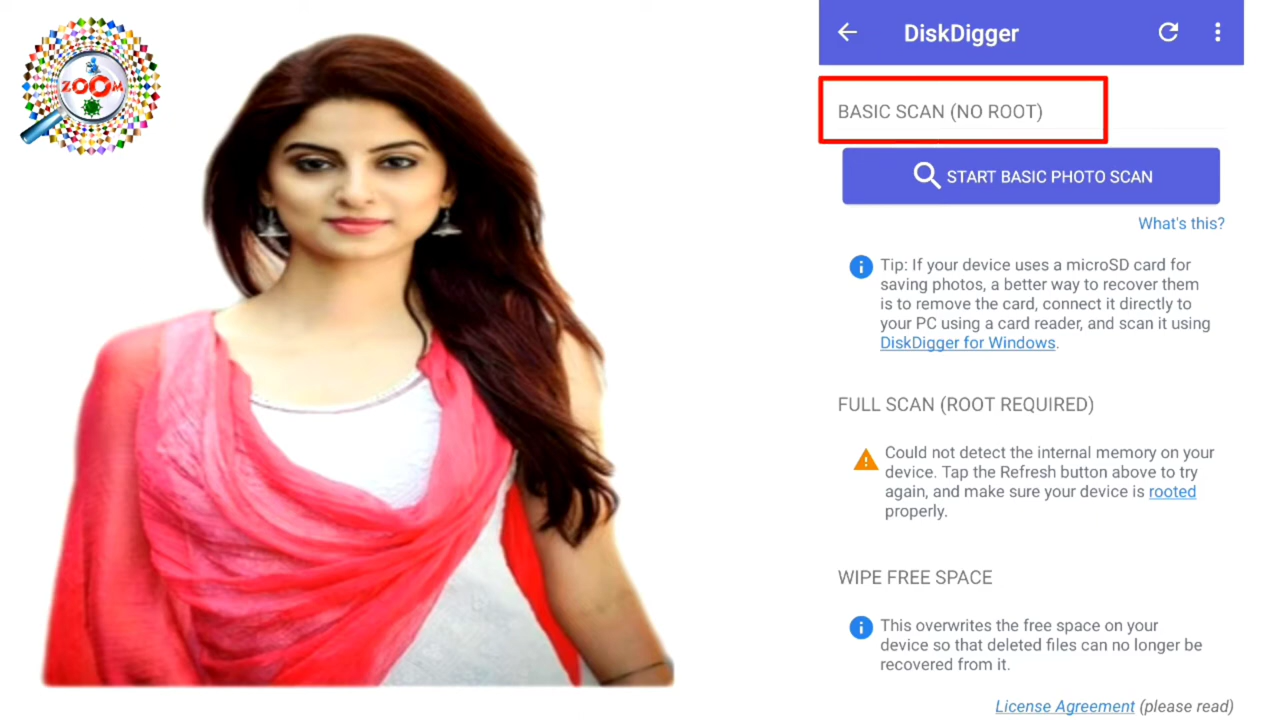 ZOOM
DiskDigger
BASIC SCAN (NO ROOT)
START BASIC PHOTO SCAN
What's this?
Tip: If your device uses a microSD card for
saving photos, a better way to recover them
is to remove the card, connect it directly to
your PC using a card reader, and scan it using
DiskDigger for Windows.
FULL SCAN (ROOT REQUIRED)
Could not detect the internal memory on your
device. Tap the Refresh button above to try
again, and make sure your device is rooted
properly.
WIPE FREE SPACE
This overwrites the free space on your
device so that deleted files can no longer be
recovered from it.
License Agreement (please read)